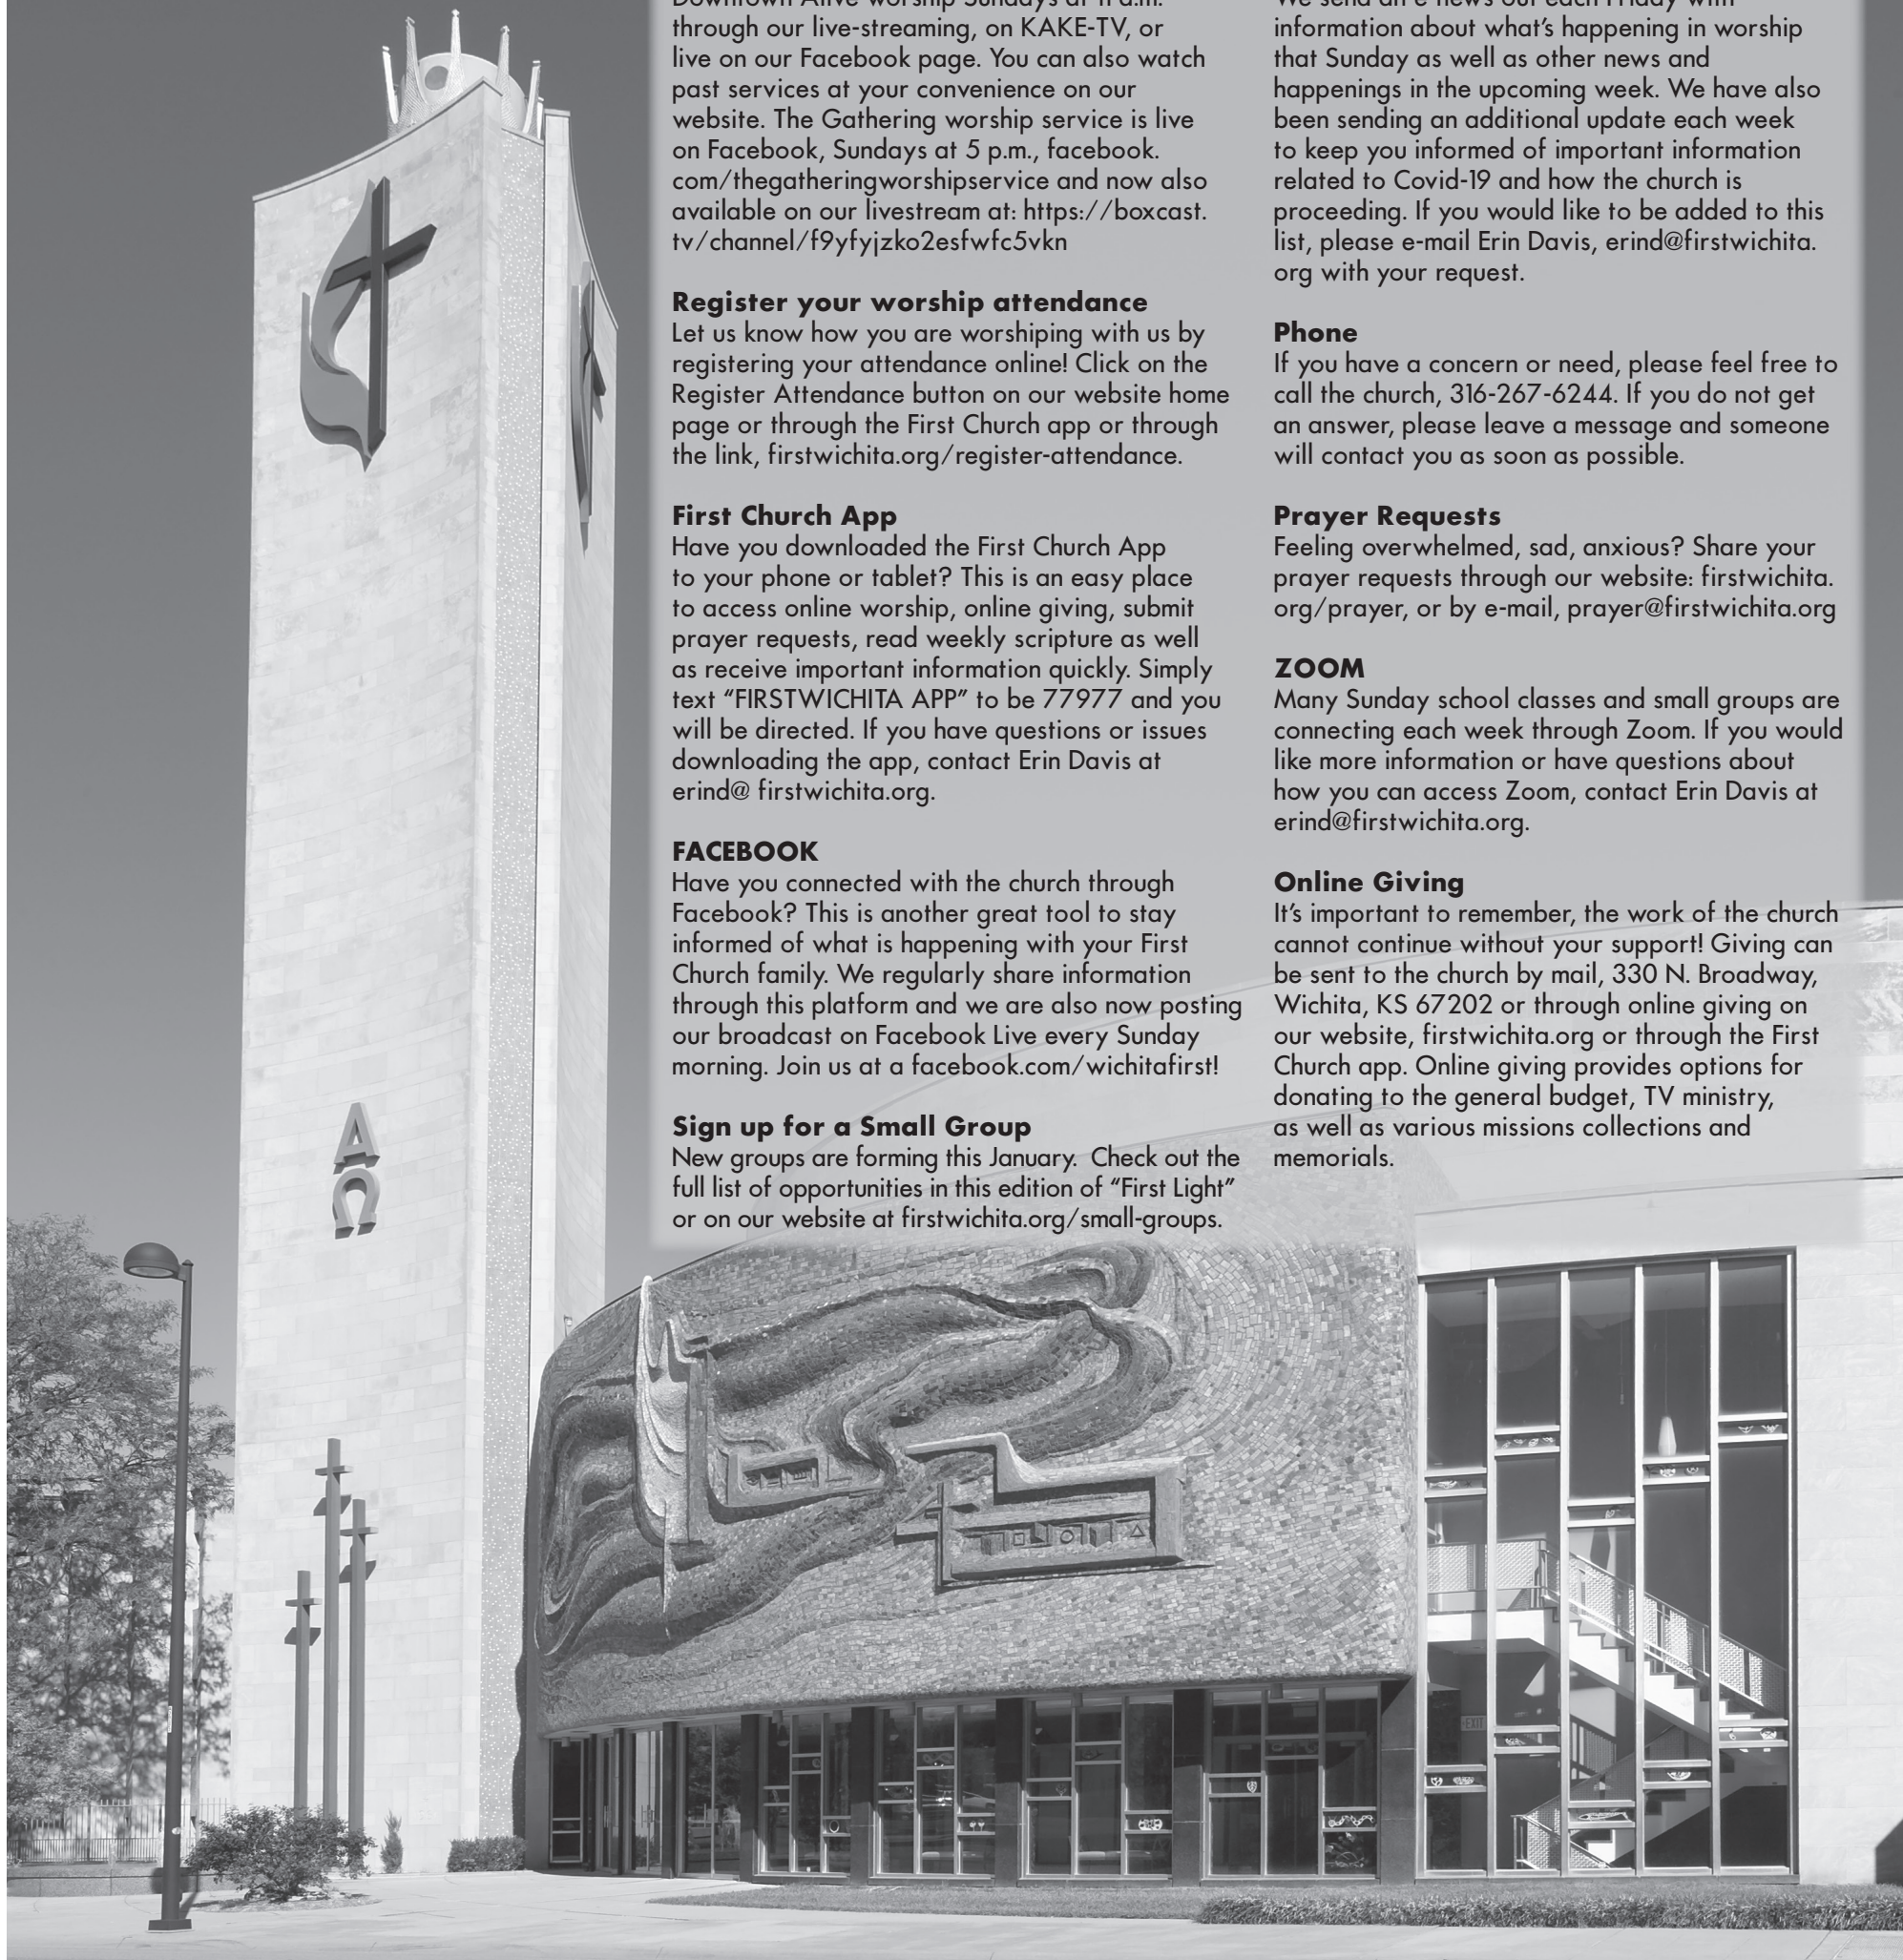 Downtown Alive worship Sundays at 11 a.m.
through our live-streaming, on KAKE-TV, or
live on our Facebook page. You can also watch
past services at your convenience on our
website. The Gathering worship service is live
on Facebook, Sundays at 5 p.m., facebook.
com/thegatheringworshipservice and now also
available on our livestream at: https://boxcast.
tv/channel/f9yfyjzko2esfwfc5vkn
Register your worship attendance
Let us know how you are worshiping with us by
registering your attendance online! Click on the
Register Attendance button on our website home
page or through the First Church app or through
the link, firstwichita.org/register-attendance.
First Church App
Have you downloaded the First Church App
to your phone or tablet? This is an easy place
to access online worship, online giving, submit
prayer requests, read weekly scripture as well
as receive important information quickly. Simply
text “FIRSTWICHITA APP” to be 77977 and you
will be directed. If you have questions or issues
downloading the app, contact Erin Davis at
erind@ firstwichita.org.
FACEBOOK
Have you connected with the church through
Facebook? This is another great tool to stay
informed of what is happening with your First
Church family. We regularly share information
through this platform and we are also now posting
our broadcast on Facebook Live every Sunday
morning. Join us at a facebook.com/wichitafirst!
Sign up for a Small Group
New groups are forming this January.  Check out the
full list of opportunities in this edition of “First Light”
or on our website at firstwichita.org/small-groups.
We send an e-news out each Friday with
information about what’s happening in worship
that Sunday as well as other news and
happenings in the upcoming week. We have also
been sending an additional update each week
to keep you informed of important information
related to Covid-19 and how the church is
proceeding. If you would like to be added to this
list, please e-mail Erin Davis, erind@firstwichita.
org with your request.
Phone
If you have a concern or need, please feel free to
call the church, 316-267-6244. If you do not get
an answer, please leave a message and someone
will contact you as soon as possible.
Prayer Requests
Feeling overwhelmed, sad, anxious? Share your
prayer requests through our website: firstwichita.
org/prayer, or by e-mail, prayer@firstwichita.org
ZOOM
Many Sunday school classes and small groups are
connecting each week through Zoom. If you would
like more information or have questions about
how you can access Zoom, contact Erin Davis at
erind@firstwichita.org.
Online Giving
It’s important to remember, the work of the church
cannot continue without your support! Giving can
be sent to the church by mail, 330 N. Broadway,
Wichita, KS 67202 or through online giving on
our website, firstwichita.org or through the First
Church app. Online giving provides options for
donating to the general budget, TV ministry,
as well as various missions collections and
memorials.
Α
Ω
EXIT